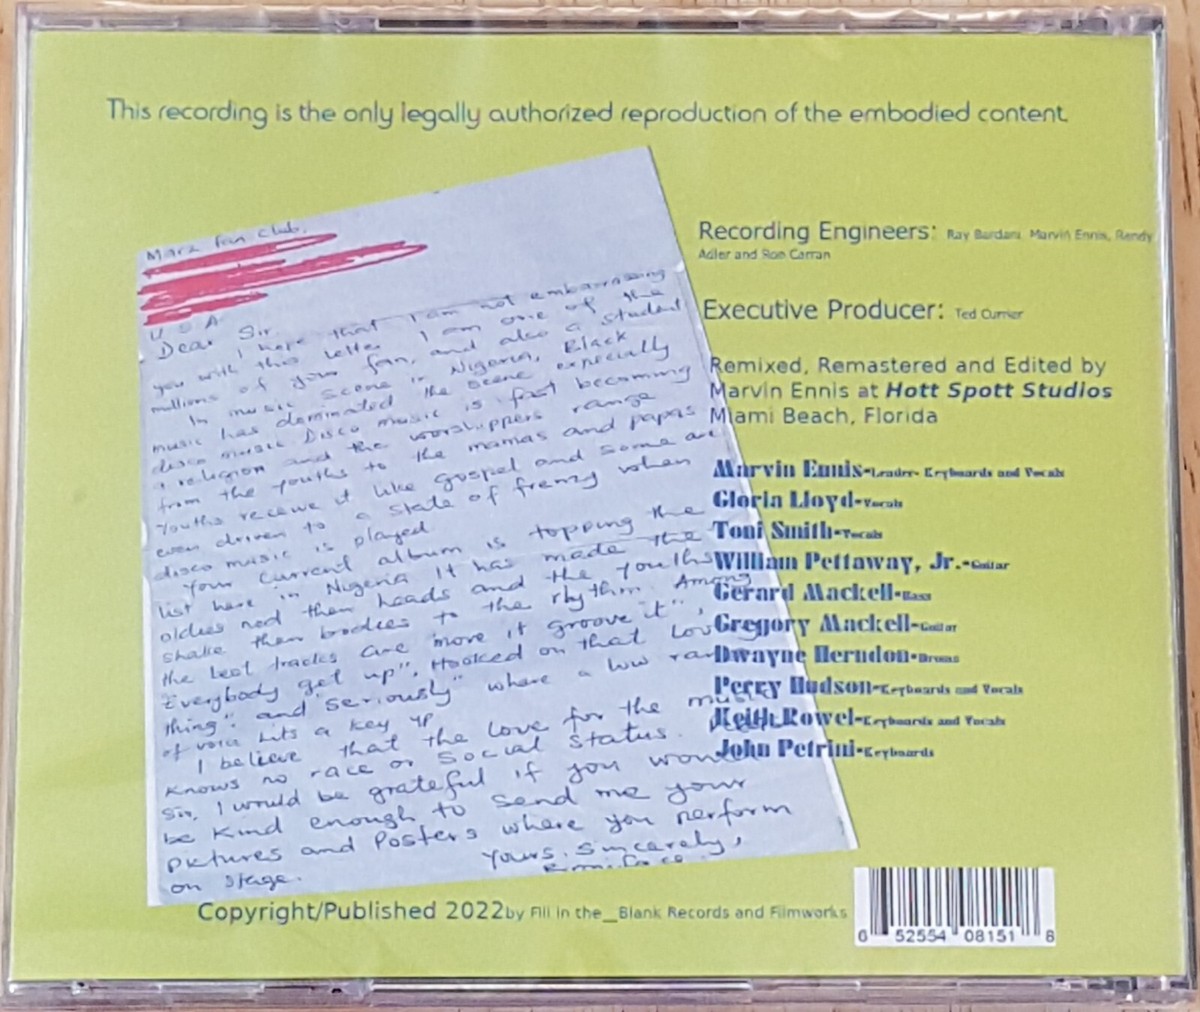 This recording is the only legally authorized reproduction of the embodied content.
Marz fan club,
U S A
Dear Sir,
I hope that I am not embarrassing
you with this letter I am one of the
millions of your fan, and also a student
In music scene in Nigeria, Black
music has dominated the scene expecially
disco music Disco music is fast becoming
a religion and the worshippers range
from the youths to the mamas and papas
Youths receive it like gospel and some are
even driven to a state of frenzy when
disco music is played
Your current album is topping the
list here in Nigeria It has made the
oldies nod their heads and the youths
shake their bodies to the rhythm. Among
the best tracks are "move it groove it",
"Everybody get up", "Hooked on that Lov
thing" and "seriously" where a low ran
of voice hits a key up
I believe that the love for the music
knows no race or social status.
Sir, I would be grateful if you would
be kind enough to send me your
pictures and posters where you perform
on stage.
Yours Sincerely,
Recording Engineers: Ray Bardani, Marvin Ennis, Randy
Adler and Ron Carran
Executive Producer: Ted Currier
Remixed, Remastered and Edited by
Marvin Ennis at Hott Spott Studios
Miami Beach, Florida
Marvin Ennis-Leader- Keyboards and Vocals
Gloria Lloyd-Vocals
Toni Smith-Vocals
William Pettaway, Jr.-Guitar
Gerard Mackell-Bass
Gregory Mackell-Guitar
Dwayne Herndon-Drums
Perry Hudson-Keyboards and Vocals
Keith Rowel-Keyboards and Vocals
John Petrini-Keyboards
Copyright/Published 2022 by Fill in the_Blank Records and Filmworks
6 52554 08151 8